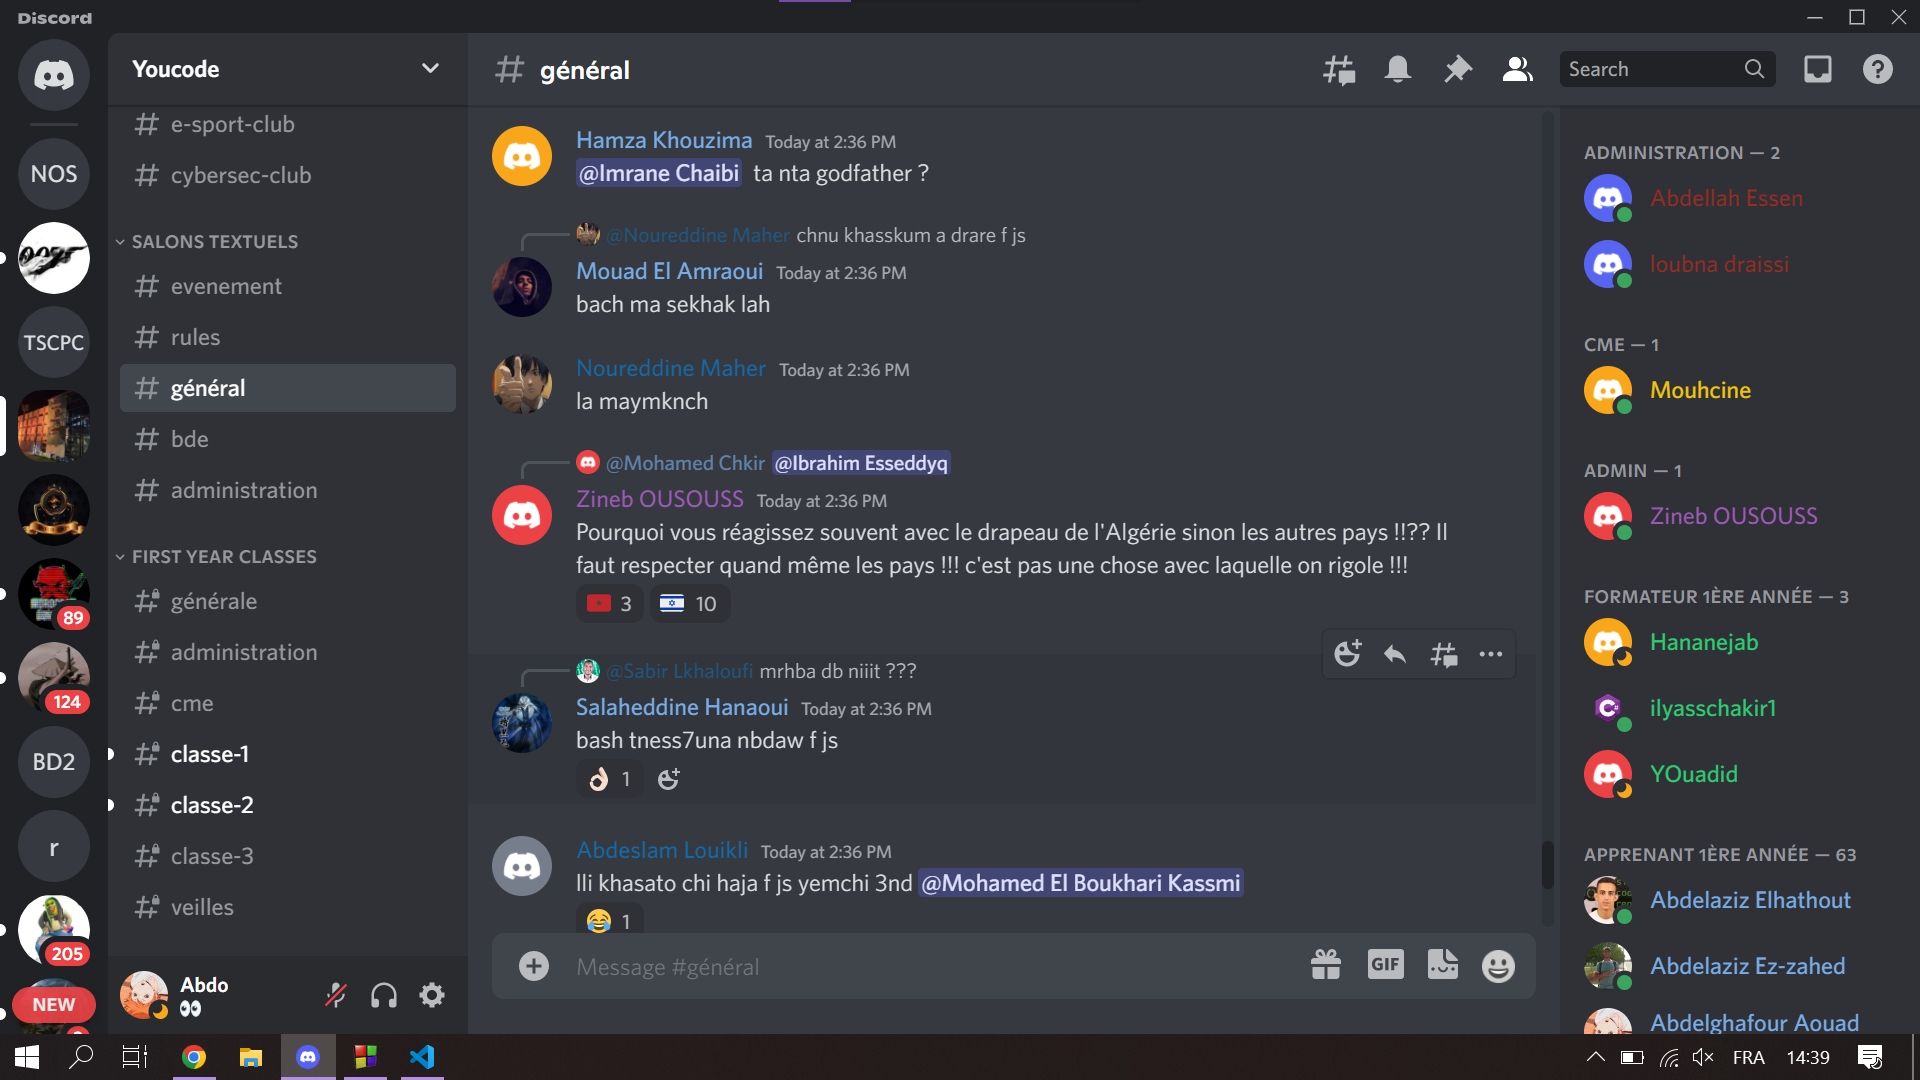 Discord
Youcode
e-sport-club
cybersec-club
SALONS TEXTUELS
evenement
rules
général
bde
administration
FIRST YEAR CLASSES
générale
administration
cme
classe-1
classe-2
classe-3
veilles
Abdo
NOS
007
TSCPC
89
124
BD2
r
205
NEW
général
Search
Hamza Khouzima Today at 2:36 PM
@Imrane Chaibi ta nta godfather ?
@Noureddine Maher chnu khasskum a drare f js
Mouad El Amraoui Today at 2:36 PM
bach ma sekhak lah
Noureddine Maher Today at 2:36 PM
la maymknch
@Mohamed Chkir @Ibrahim Esseddyq
Zineb OUSOUSS Today at 2:36 PM
Pourquoi vous réagissez souvent avec le drapeau de l'Algérie sinon les autres pays !!?? Il
faut respecter quand même les pays !!! c'est pas une chose avec laquelle on rigole !!!
3 10
@Sabir Lkhaloufi mrhba db niiit ???
Salaheddine Hanaoui Today at 2:36 PM
bash tness7una nbdaw f js
1
Abdeslam Louikli Today at 2:36 PM
lli khasato chi haja f js yemchi 3nd @Mohamed El Boukhari Kassmi
1
Message #général
GIF
ADMINISTRATION — 2
Abdellah Essen
loubna draissi
CME — 1
Mouhcine
ADMIN — 1
Zineb OUSOUSS
FORMATEUR 1ÈRE ANNÉE — 3
Hananejab
ilyasschakir1
YOuadid
APPRENANT 1ÈRE ANNÉE — 63
Abdelaziz Elhathout
Abdelaziz Ez-zahed
Abdelghafour Aouad
FRA 14:39